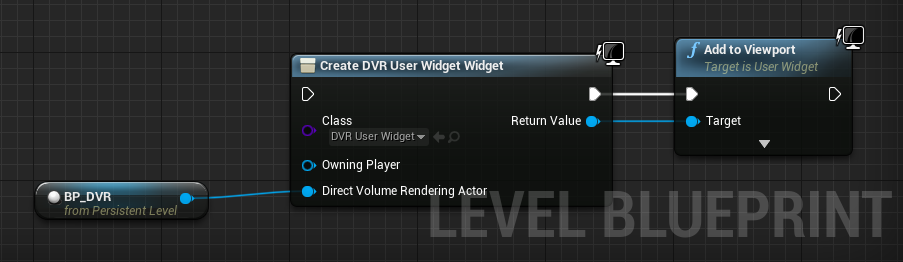 Create DVR User Widget Widget
Class
DVR User Widget
Return Value
Owning Player
Direct Volume Rendering Actor
Add to Viewport
Target is User Widget
Target
BP_DVR
from Persistent Level
LEVEL BLUEPRINT